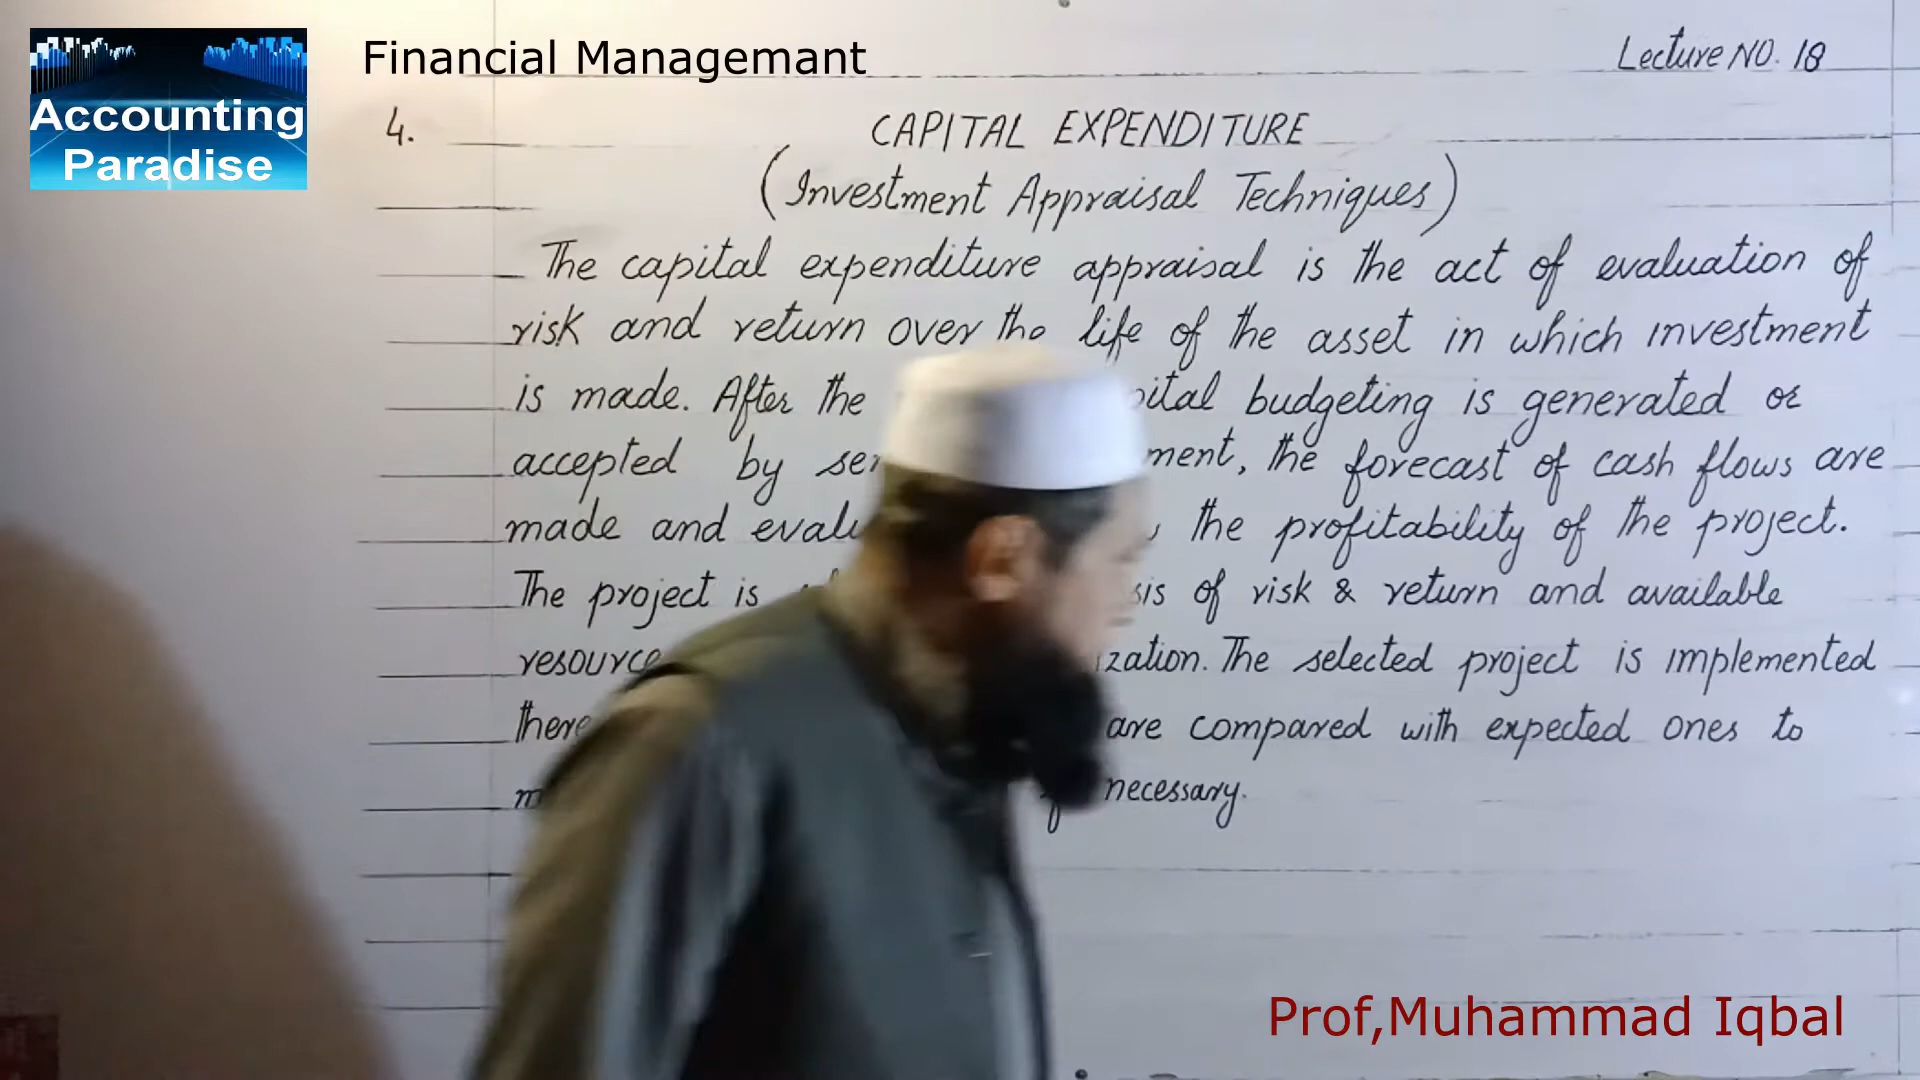 Accounting
Paradise
Financial Managemant
Lecture NO. 18
4.
CAPITAL EXPENDITURE
(Investment Appraisal Techniques)
The capital expenditure appraisal is the act of evaluation of
risk and return over the life of the asset in which investment
is made. After the budgeting is generated or
accepted by the forecast of cash flows are
made and the profitability of the project.
The project is of risk & return and available
The selected project is implemented
are compared with expected ones to
necessary.
Prof,Muhammad Iqbal